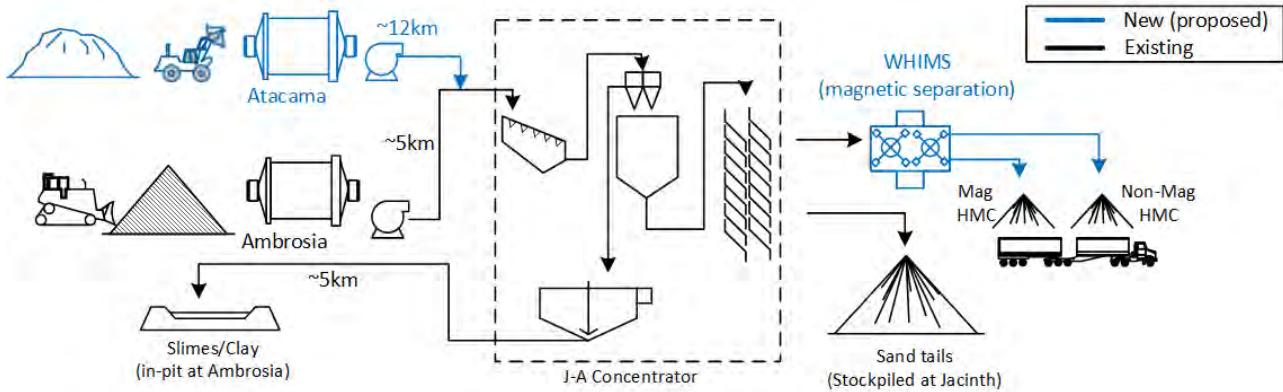 ~12km
Atacama
~5km
Ambrosia
~5km
Slimes/Clay
(in-pit at Ambrosia)
J-A Concentrator
New (proposed)
Existing
WHIMS
(magnetic separation)
Mag
HMC
Non-Mag
HMC
Sand tails
(Stockpiled at Jacinth)